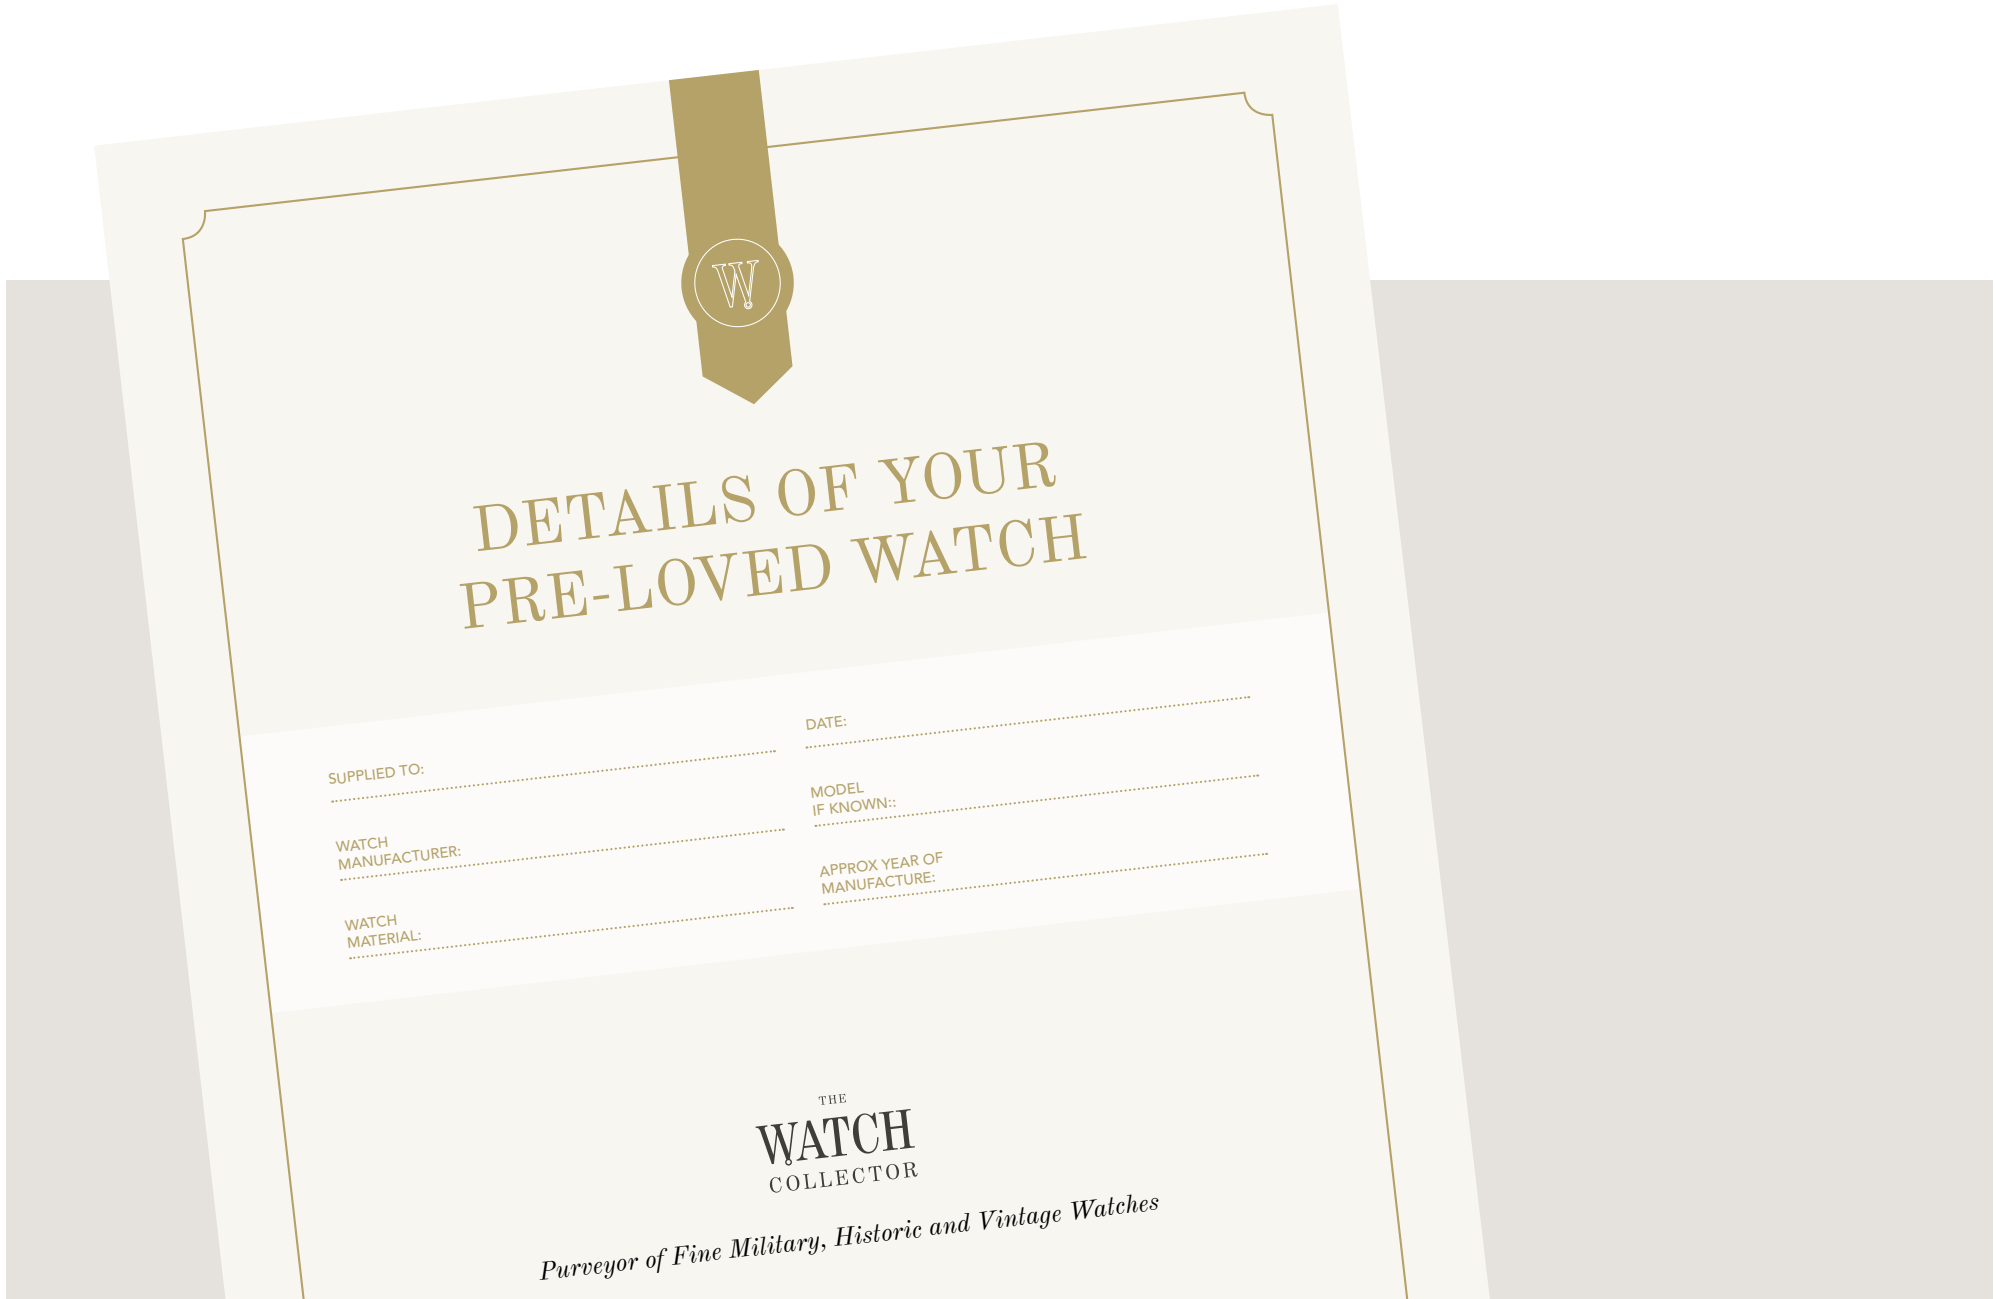 W
DETAILS OF YOUR
PRE-LOVED WATCH
SUPPLIED TO:
DATE:
WATCH
MANUFACTURER:
MODEL
IF KNOWN::
WATCH
MATERIAL:
APPROX YEAR OF
MANUFACTURE:
THE
WATCH
COLLECTOR
Purveyor of Fine Military, Historic and Vintage Watches